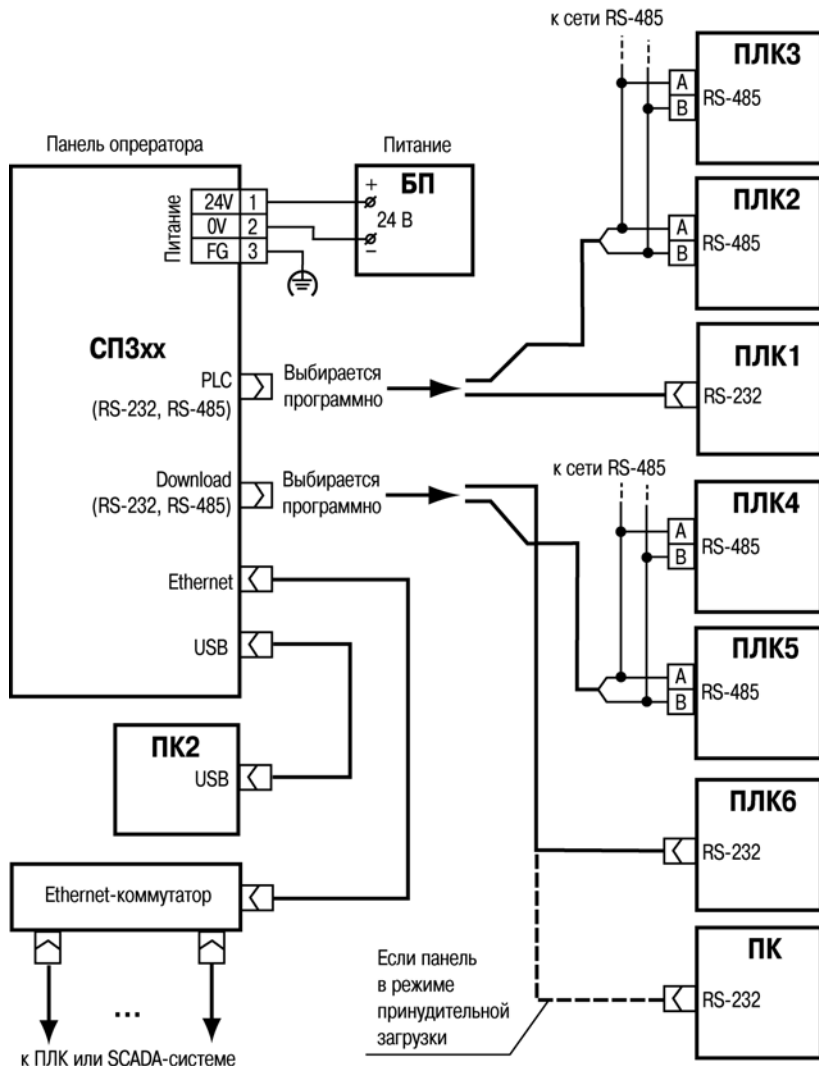 к сети RS-485
ПЛК3
A
RS-485
B
Панель опрератора
Питание
БП
+
24 В
−
Питание
24V 1
0V 2
FG 3
ПЛК2
A
RS-485
B
СП3хх
PLC
(RS-232, RS-485)
Выбирается
программно
ПЛК1
RS-232
Download
(RS-232, RS-485)
Выбирается
программно
к сети RS-485
ПЛК4
A
RS-485
B
Ethernet
USB
ПЛК5
A
RS-485
B
ПК2
USB
ПЛК6
RS-232
Ethernet-коммутатор
Если панель
в режиме
принудительной
загрузки
ПК
RS-232
...
к ПЛК или SCADA-системе